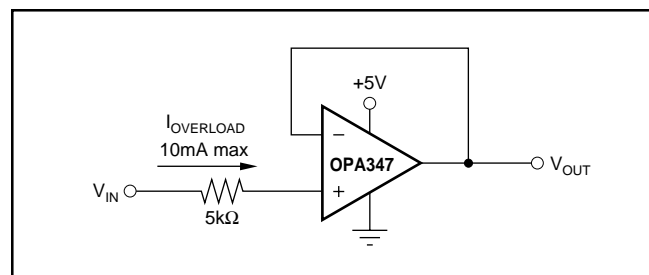 +5V
I_OVERLOAD
10mA max
−
OPA347
V_OUT
V_IN
+
5kΩ